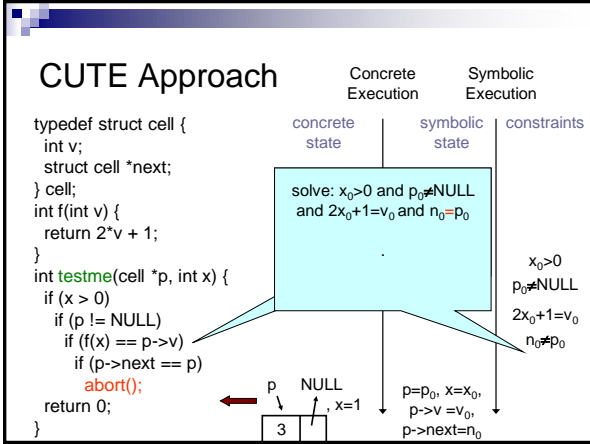 CUTE Approach
Concrete Execution
Symbolic Execution
typedef struct cell {
int v;
struct cell *next;
} cell;
int f(int v) {
return 2*v + 1;
}
int testme(cell *p, int x) {
if (x > 0)
if (p != NULL)
if (f(x) == p->v)
if (p->next == p)
abort();
return 0;
}
concrete state
symbolic state
constraints
solve: x₀>0 and p₀≠NULL
and 2x₀+1=v₀ and n₀=p₀
.
x₀>0
p₀≠NULL
2x₀+1=v₀
n₀≠p₀
p NULL
, x=1
3
p=p₀, x=x₀,
p->v =v₀,
p->next=n₀